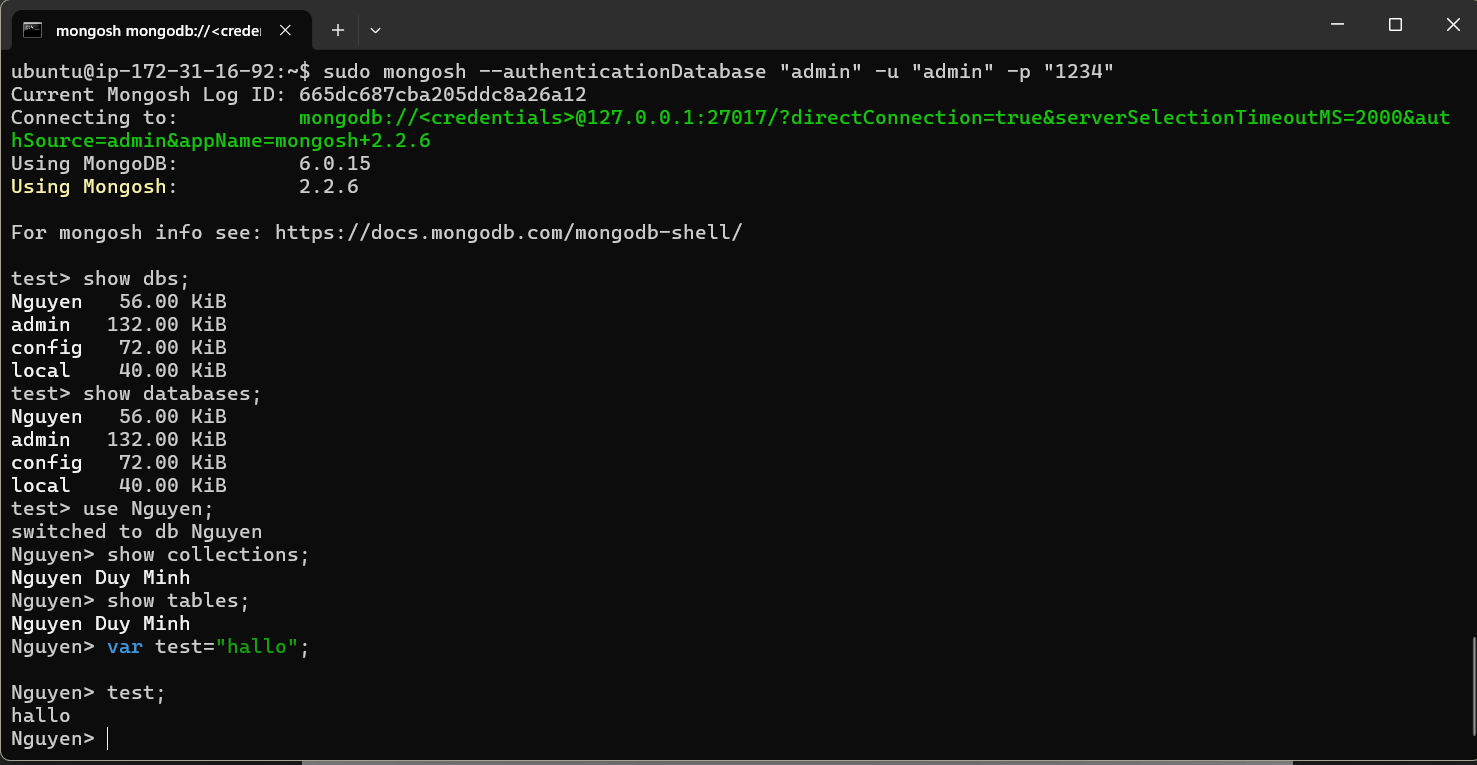 mongosh mongodb://<creder
ubuntu@ip-172-31-16-92:~$ sudo mongosh --authenticationDatabase "admin" -u "admin" -p "1234"
Current Mongosh Log ID: 665dc687cba205ddc8a26a12
Connecting to:          mongodb://<credentials>@127.0.0.1:27017/?directConnection=true&serverSelectionTimeoutMS=2000&aut
hSource=admin&appName=mongosh+2.2.6
Using MongoDB:          6.0.15
Using Mongosh:          2.2.6
For mongosh info see: https://docs.mongodb.com/mongodb-shell/
test> show dbs;
Nguyen   56.00 KiB
admin   132.00 KiB
config   72.00 KiB
local    40.00 KiB
test> show databases;
Nguyen   56.00 KiB
admin   132.00 KiB
config   72.00 KiB
local    40.00 KiB
test> use Nguyen;
switched to db Nguyen
Nguyen> show collections;
Nguyen Duy Minh
Nguyen> show tables;
Nguyen Duy Minh
Nguyen> var test="hallo";
Nguyen> test;
hallo
Nguyen>